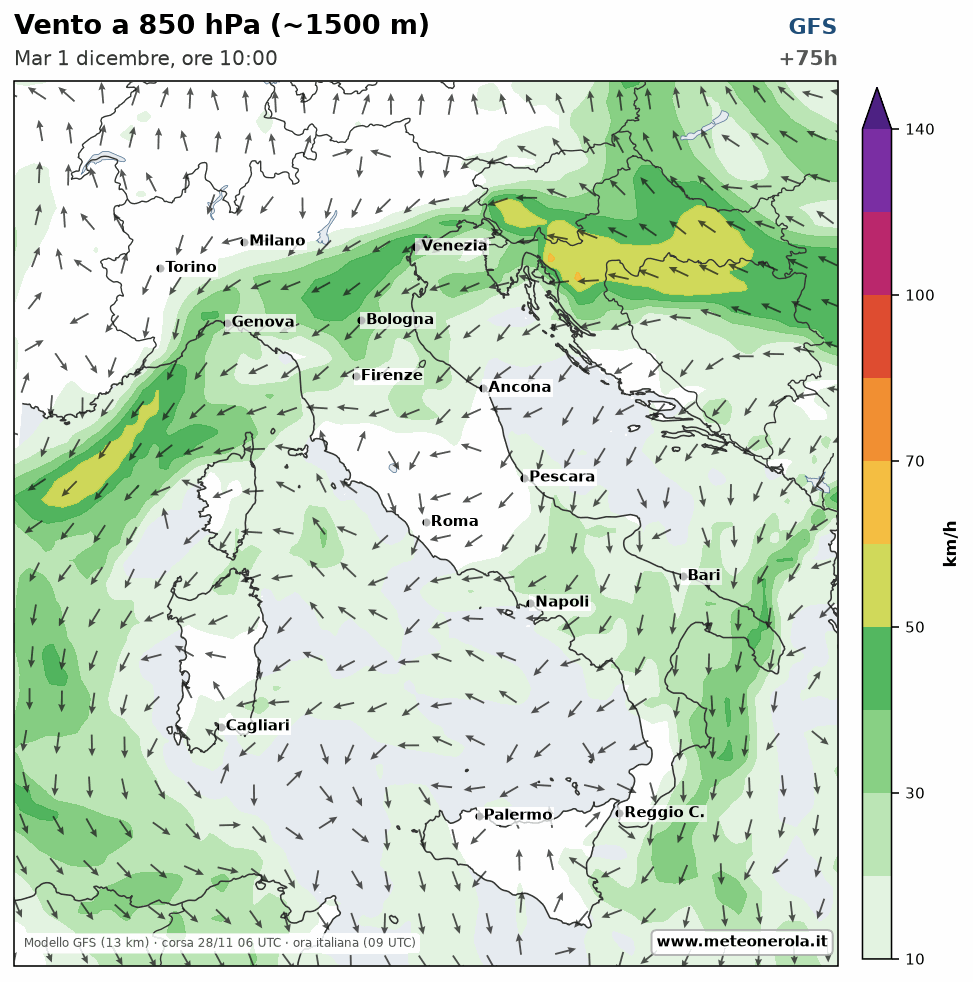 Vento a 850 hPa (~1500 m)
GFS
Mar 1 dicembre, ore 10:00
+75h
140
100
70
50
30
10
km/h
Milano
Venezia
Torino
Genova
Bologna
Firenze
Ancona
Pescara
Roma
Bari
Napoli
Cagliari
Palermo
Reggio C.
Modello GFS (13 km) · corsa 28/11 06 UTC · ora italiana (09 UTC)
www.meteonerola.it